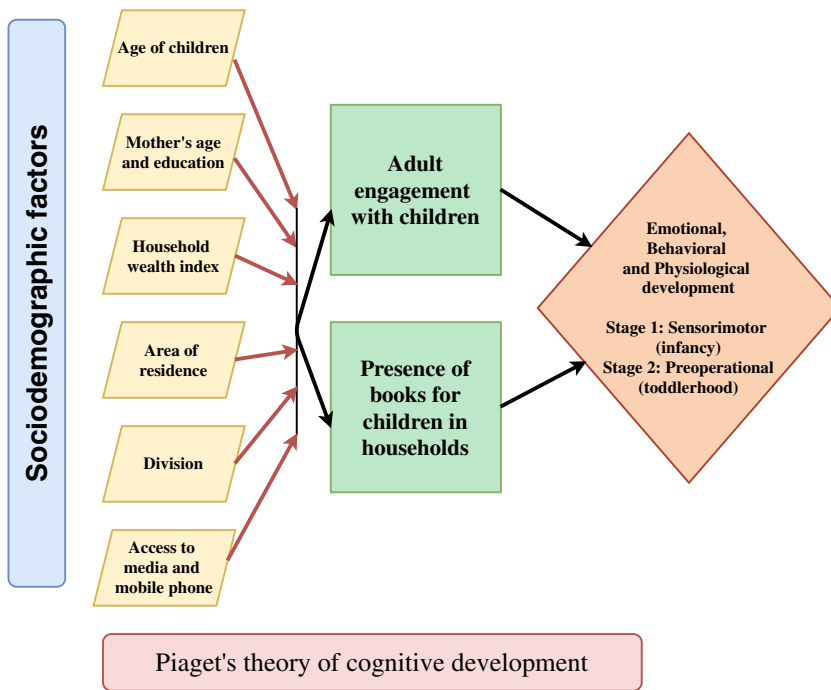 Sociodemographic factors
Age of children
Mother's age
and education
Household
wealth index
Area of
residence
Division
Access to
media and
mobile phone
Adult
engagement
with children
Presence of
books for
children in
households
Emotional,
Behavioral
and Physiological
development
Stage 1: Sensorimotor
(infancy)
Stage 2: Preoperational
(toddlerhood)
Piaget's theory of cognitive development